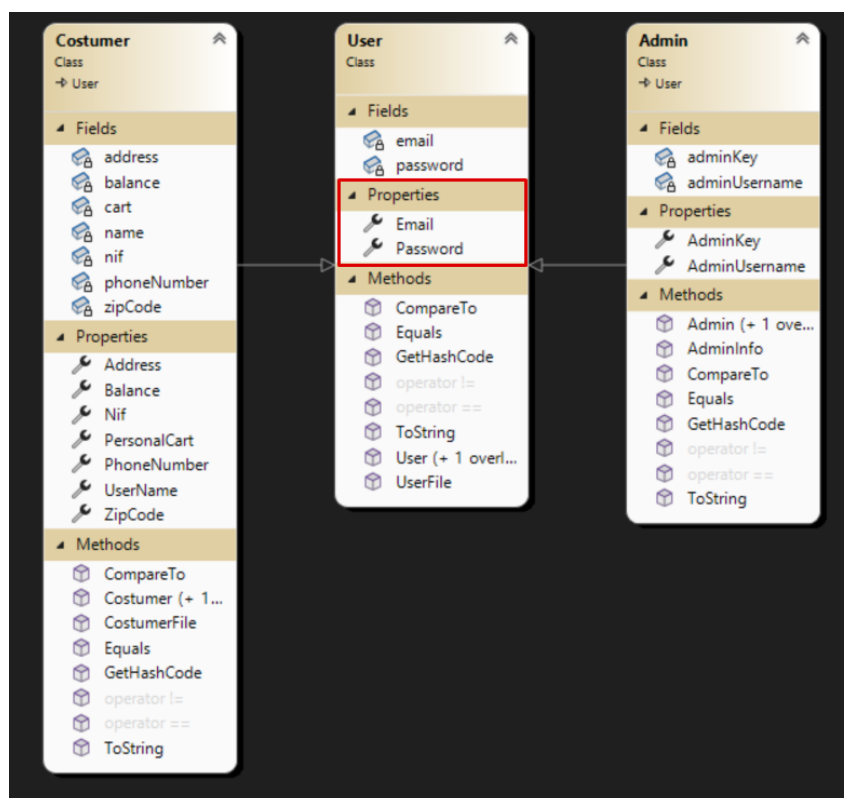 Costumer
Class
User
Fields
address
balance
cart
name
nif
phoneNumber
zipCode
Properties
Address
Balance
Nif
PersonalCart
PhoneNumber
UserName
ZipCode
Methods
CompareTo
Costumer (+ 1...
CostumerFile
Equals
GetHashCode
operator !=
operator ==
ToString
User
Class
Fields
email
password
Properties
Email
Password
Methods
CompareTo
Equals
GetHashCode
operator !=
operator ==
ToString
User (+ 1 overl...
UserFile
Admin
Class
User
Fields
adminKey
adminUsername
Properties
AdminKey
AdminUsername
Methods
Admin (+ 1 ove...
AdminInfo
CompareTo
Equals
GetHashCode
operator !=
operator ==
ToString